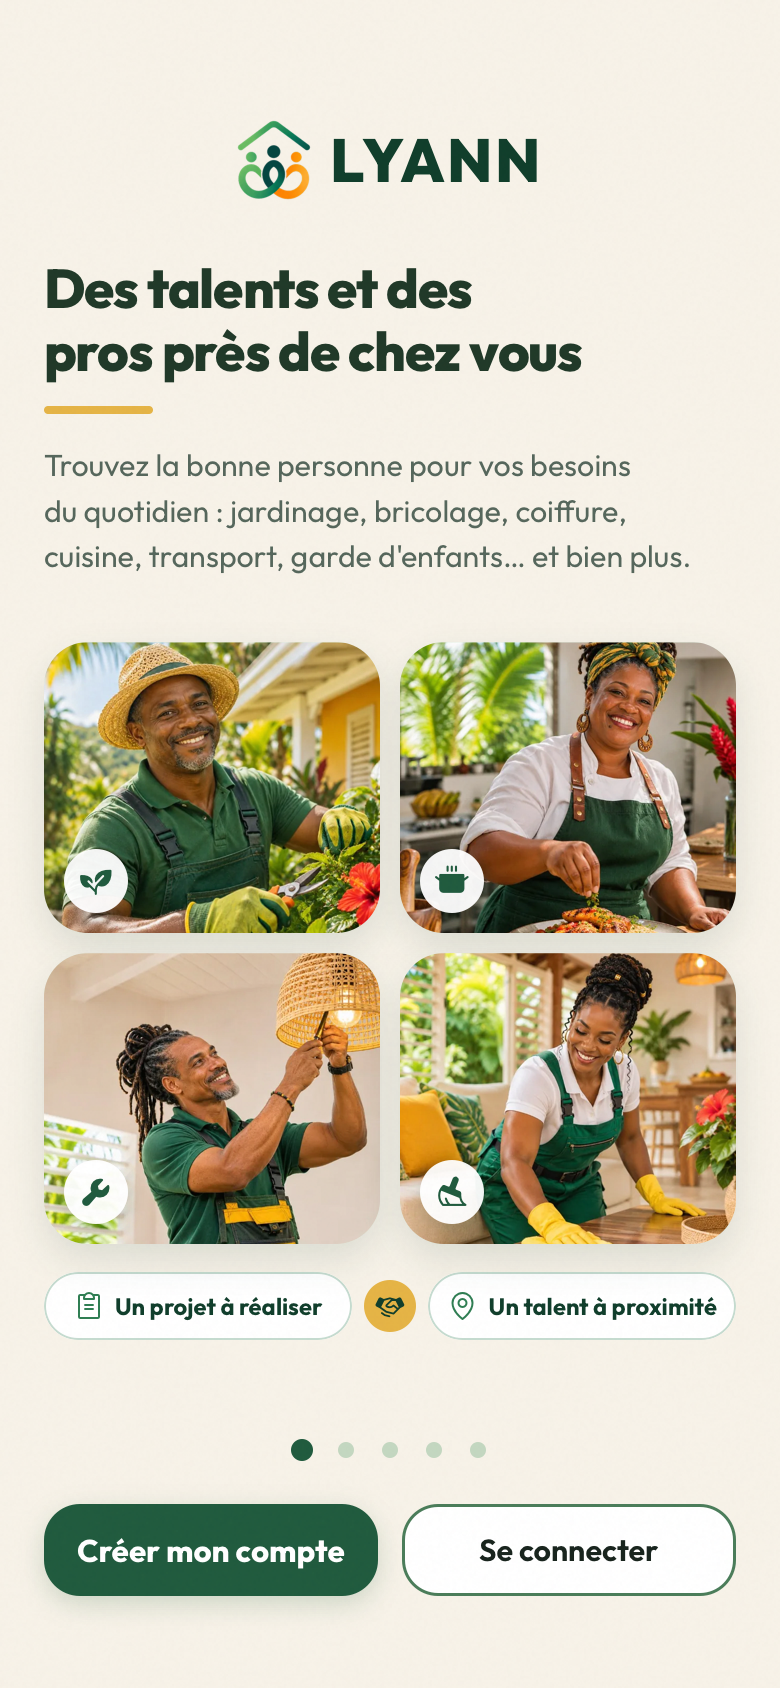 LYANN
Des talents et des
pros près de chez vous
Trouvez la bonne personne pour vos besoins
du quotidien : jardinage, bricolage, coiffure,
cuisine, transport, garde d'enfants... et bien plus.
Un projet à réaliser
Un talent à proximité
Créer mon compte
Se connecter